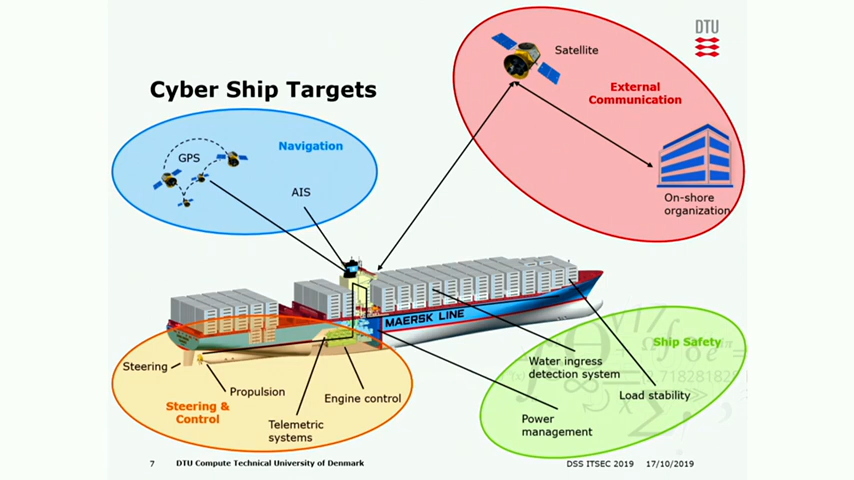 DTU
Satellite
External
Communication
Cyber Ship Targets
Navigation
GPS
AIS
On-shore
organization
MAERSK LINE
Steering
Propulsion
Engine control
Steering &
Control
Telemetric
systems
Ship Safety
Water ingress
detection system
Load stability
Power
management
718281828
7 DTU Compute Technical University of Denmark
DSS ITSEC 2019 17/10/2019